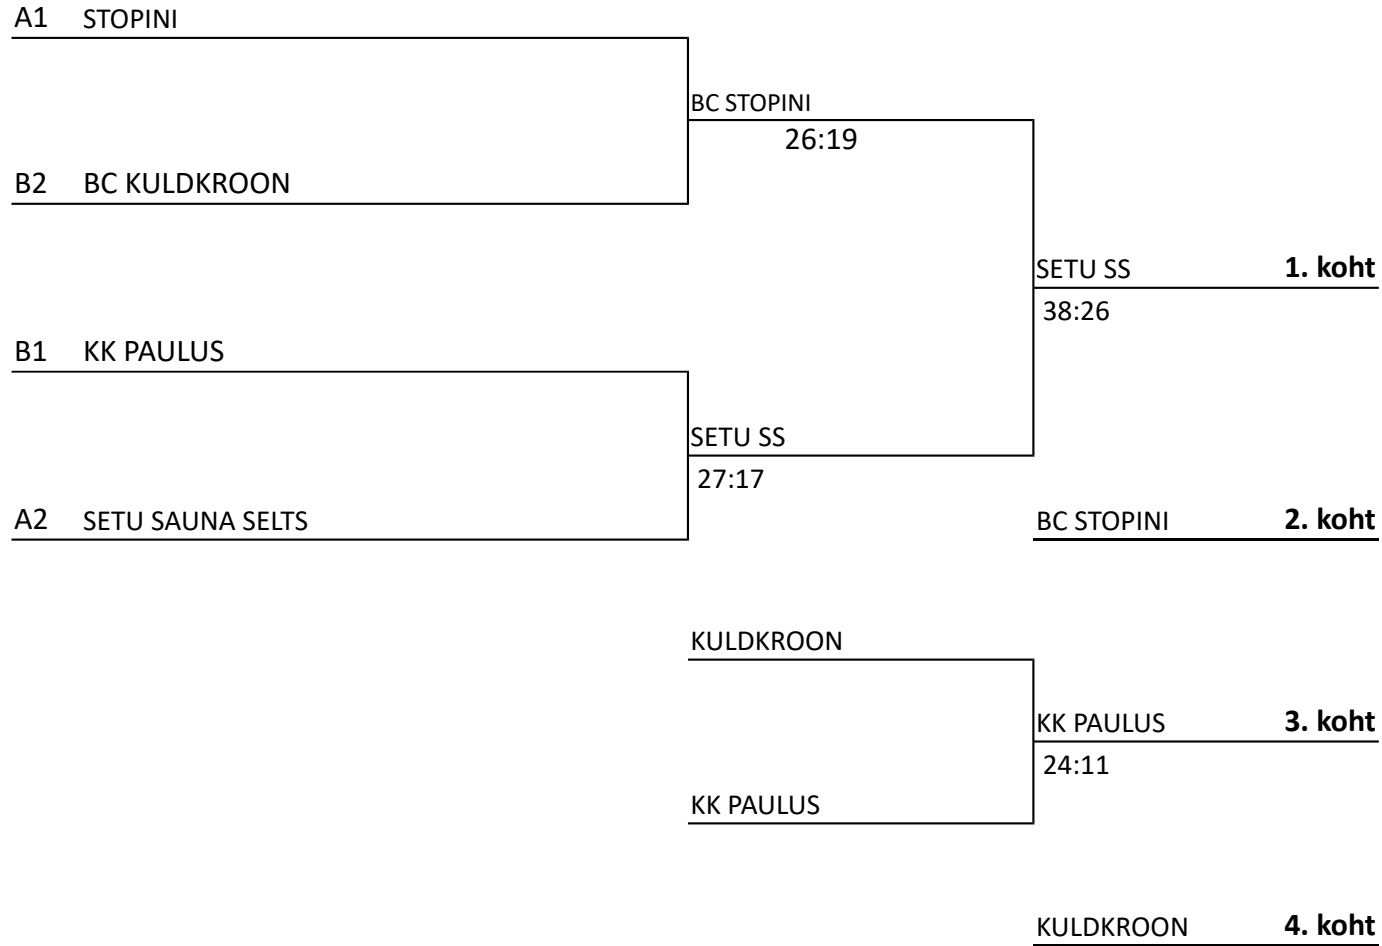 A1 STOPINI
BC STOPINI
26:19
B2 BC KULDKROON
SETU SS 1. koht
38:26
B1 KK PAULUS
SETU SS
27:17
A2 SETU SAUNA SELTS
BC STOPINI 2. koht
KULDKROON
KK PAULUS 3. koht
24:11
KK PAULUS
KULDKROON 4. koht